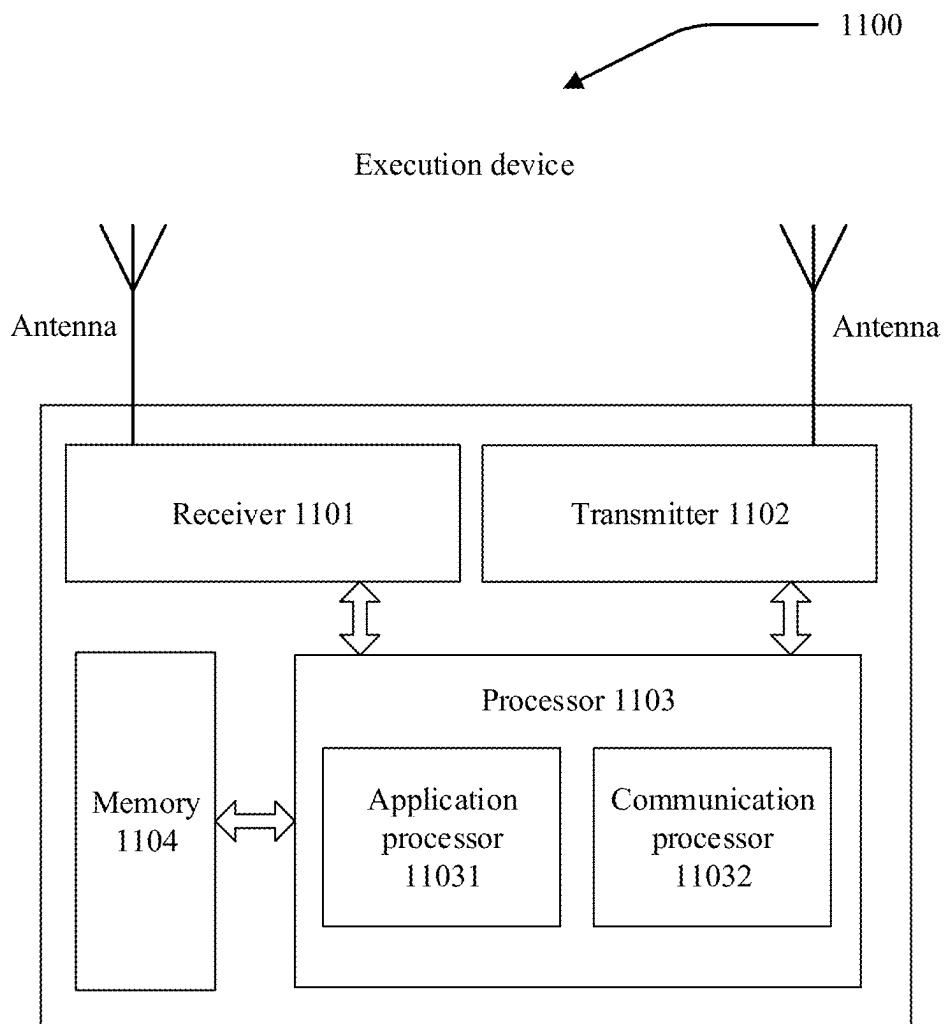 1100
Execution device
Antenna
Antenna
Receiver 1101
Transmitter 1102
Processor 1103
Memory
1104
Application
processor
11031
Communication
processor
11032